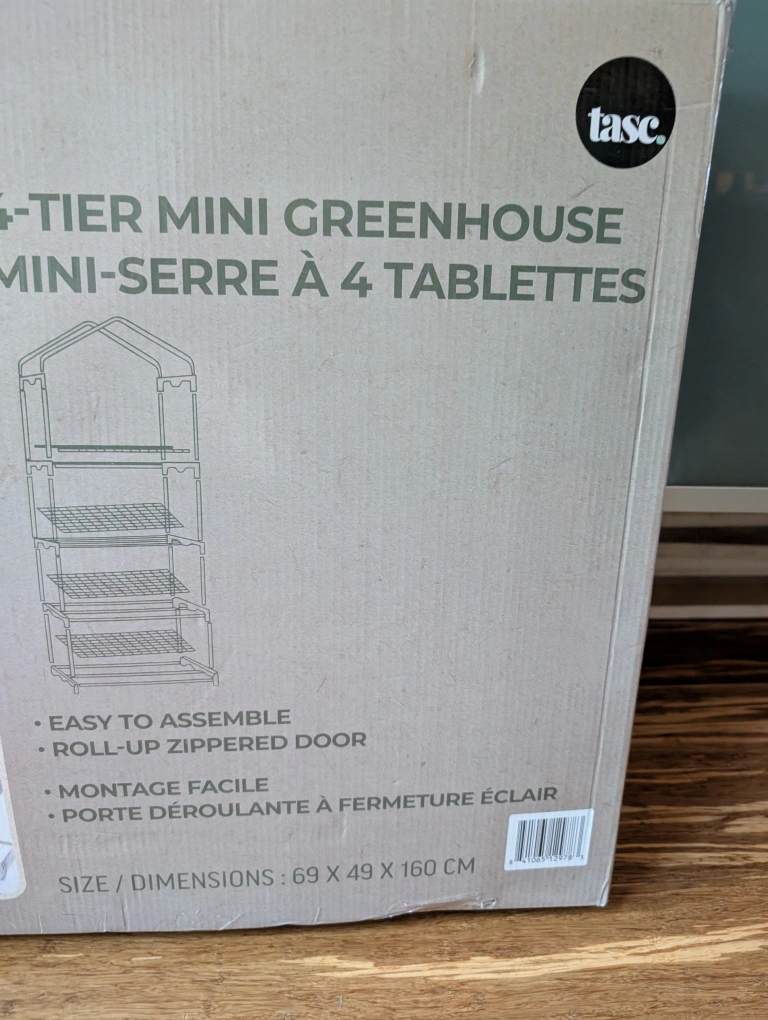 tasc.
4-TIER MINI GREENHOUSE
MINI-SERRE À 4 TABLETTES
• EASY TO ASSEMBLE
• ROLL-UP ZIPPERED DOOR
• MONTAGE FACILE
• PORTE DÉROULANTE À FERMETURE ÉCLAIR
SIZE / DIMENSIONS : 69 X 49 X 160 CM